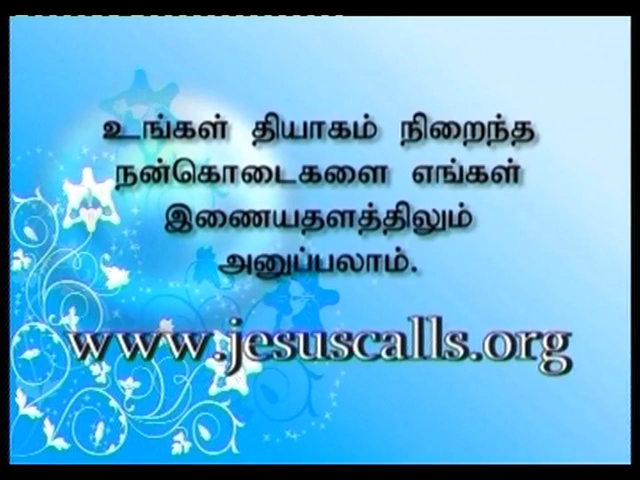 உங்கள் தியாகம் நிறைந்த
நன்கொடைகளை எங்கள்
இணையதளத்திலும்
அனுப்பலாம்.
www.jesuscalls.org